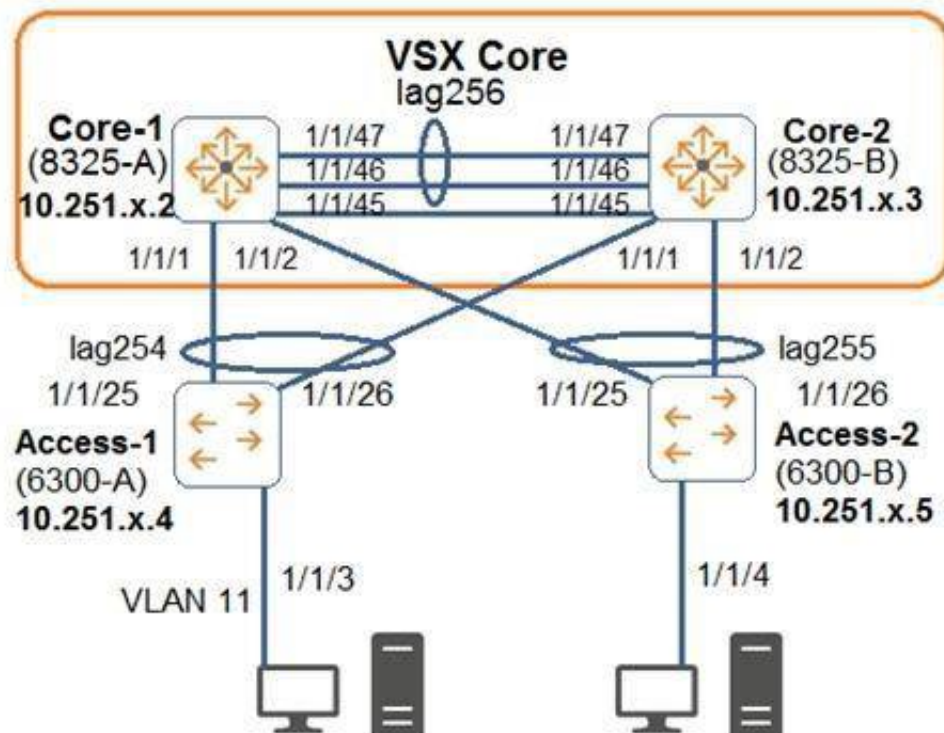 VSX Core
lag256
Core-1
(8325-A)
10.251.x.2
1/1/47
1/1/47
1/1/46
1/1/46
1/1/45
1/1/45
Core-2
(8325-B)
10.251.x.3
1/1/1
1/1/2
1/1/1
1/1/2
lag254
lag255
1/1/25
1/1/26
1/1/25
1/1/26
Access-1
(6300-A)
10.251.x.4
Access-2
(6300-B)
10.251.x.5
VLAN 11
1/1/3
1/1/4